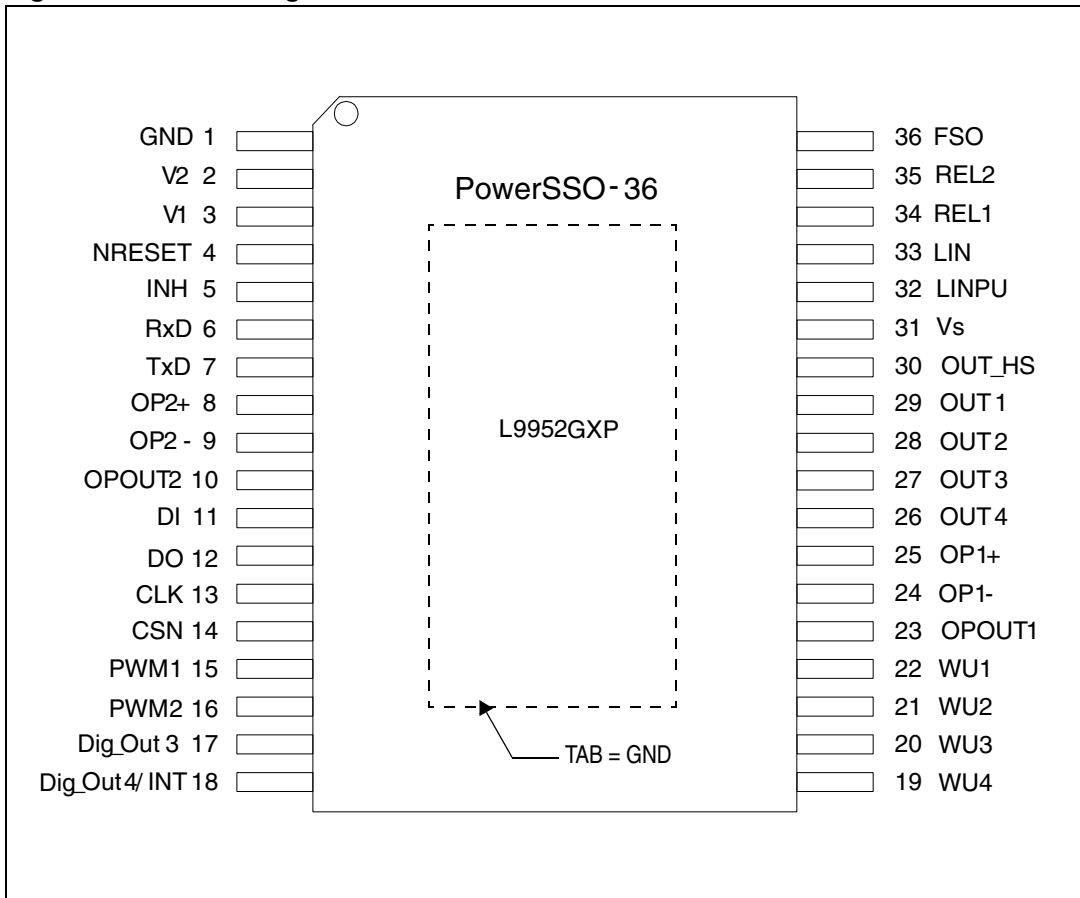 PowerSSO-36
L9952GXP
TAB = GND
GND 1
V2 2
V1 3
NRESET 4
INH 5
RxD 6
TxD 7
OP2+ 8
OP2 - 9
OPOUT2 10
DI 11
DO 12
CLK 13
CSN 14
PWM1 15
PWM2 16
Dig_Out 3 17
Dig_Out4/ INT 18
36 FSO
35 REL2
34 REL1
33 LIN
32 LINPU
31 Vs
30 OUT_HS
29 OUT1
28 OUT2
27 OUT3
26 OUT4
25 OP1+
24 OP1-
23 OPOUT1
22 WU1
21 WU2
20 WU3
19 WU4